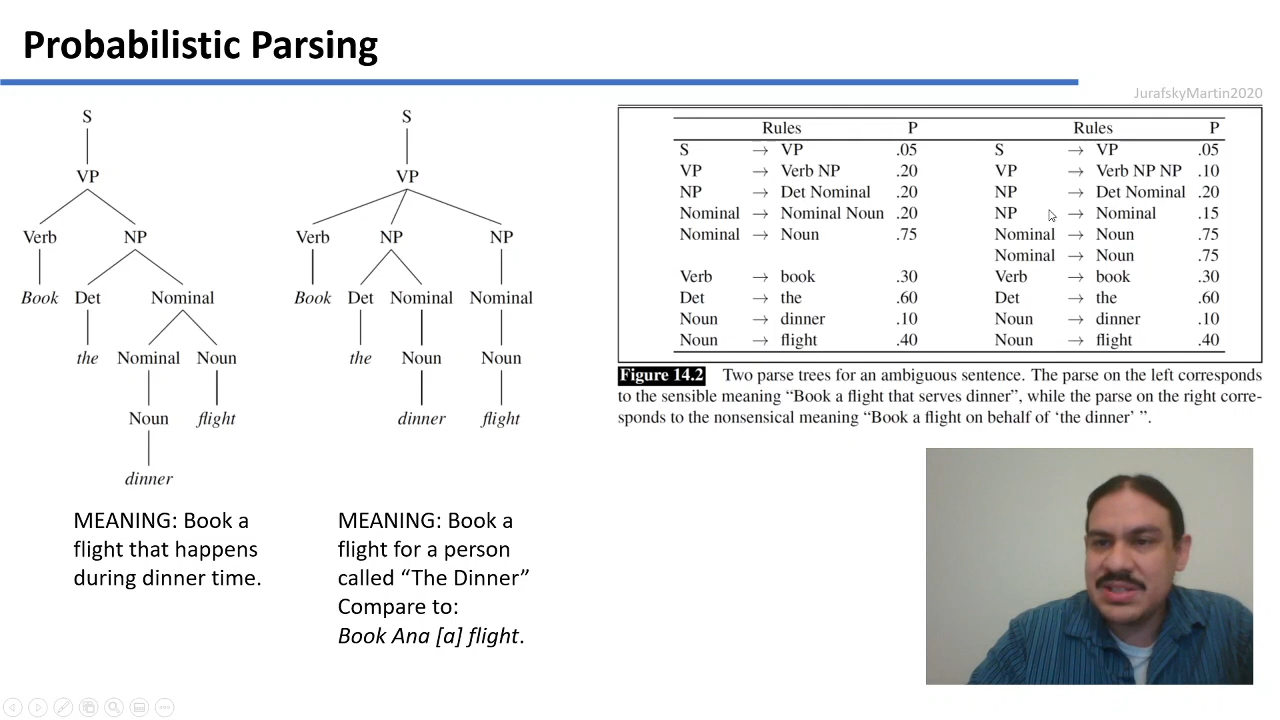 Probabilistic Parsing
JurafskyMartin2020
S
VP
Verb NP
Book Det Nominal
the Nominal Noun
Noun flight
dinner
MEANING: Book a
flight that happens
during dinner time.
S
VP
Verb NP NP
Book Det Nominal Nominal
the Noun Noun
dinner flight
MEANING: Book a
flight for a person
called “The Dinner”
Compare to:
Book Ana [a] flight.
Rules P Rules P
S → VP .05 S → VP .05
VP → Verb NP .20 VP → Verb NP NP .10
NP → Det Nominal .20 NP → Det Nominal .20
Nominal → Nominal Noun .20 NP → Nominal .15
Nominal → Noun .75 Nominal → Noun .75
Nominal → Noun .75
Verb → book .30 Verb → book .30
Det → the .60 Det → the .60
Noun → dinner .10 Noun → dinner .10
Noun → flight .40 Noun → flight .40
Figure 14.2 Two parse trees for an ambiguous sentence. The parse on the left corresponds
to the sensible meaning “Book a flight that serves dinner”, while the parse on the right corre-
sponds to the nonsensical meaning “Book a flight on behalf of ‘the dinner’ ”.